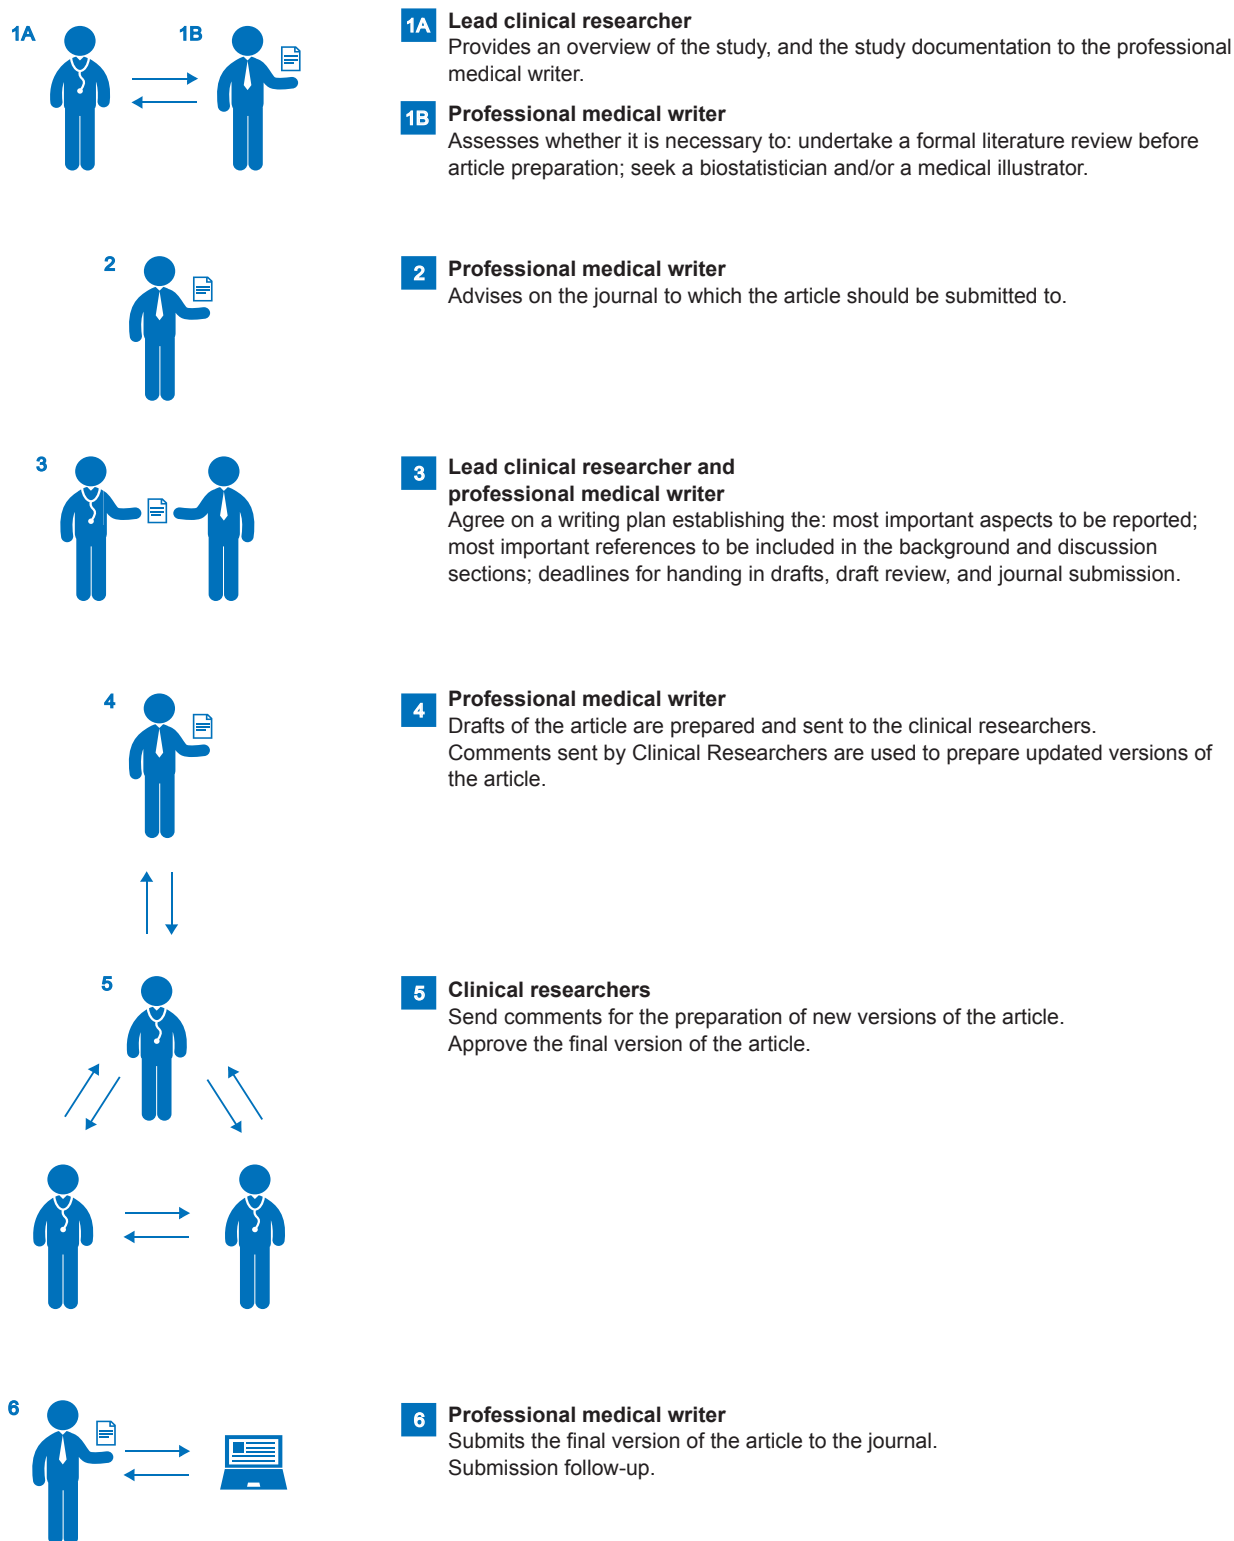 1A
1B
1A Lead clinical researcher
Provides an overview of the study, and the study documentation to the professional
medical writer.
1B Professional medical writer
Assesses whether it is necessary to: undertake a formal literature review before
article preparation; seek a biostatistician and/or a medical illustrator.
2
2 Professional medical writer
Advises on the journal to which the article should be submitted to.
3
3 Lead clinical researcher and
professional medical writer
Agree on a writing plan establishing the: most important aspects to be reported;
most important references to be included in the background and discussion
sections; deadlines for handing in drafts, draft review, and journal submission.
4
4 Professional medical writer
Drafts of the article are prepared and sent to the clinical researchers.
Comments sent by Clinical Researchers are used to prepare updated versions of
the article.
5
5 Clinical researchers
Send comments for the preparation of new versions of the article.
Approve the final version of the article.
6
6 Professional medical writer
Submits the final version of the article to the journal.
Submission follow-up.